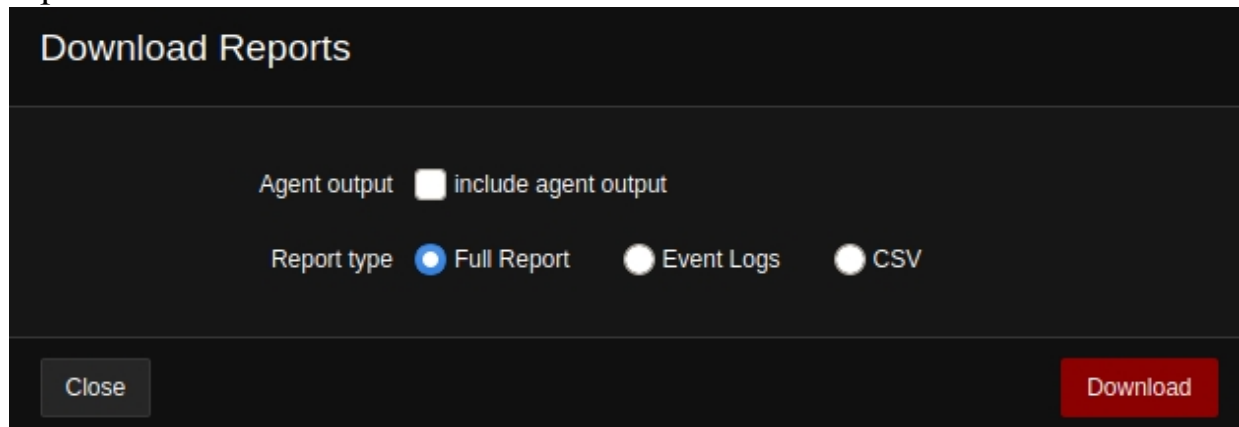 Download Reports
Agent output include agent output
Report type Full Report Event Logs CSV
Close Download